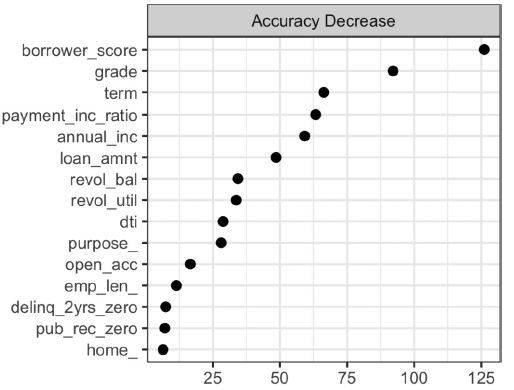 Accuracy Decrease
borrower_score
grade
term
payment_inc_ratio
annual_inc
loan_amnt
revol_bal
revol_util
dti
purpose_
open_acc
emp_len_
delinq_2yrs_zero
pub_rec_zero
home_
25 50 75 100 125